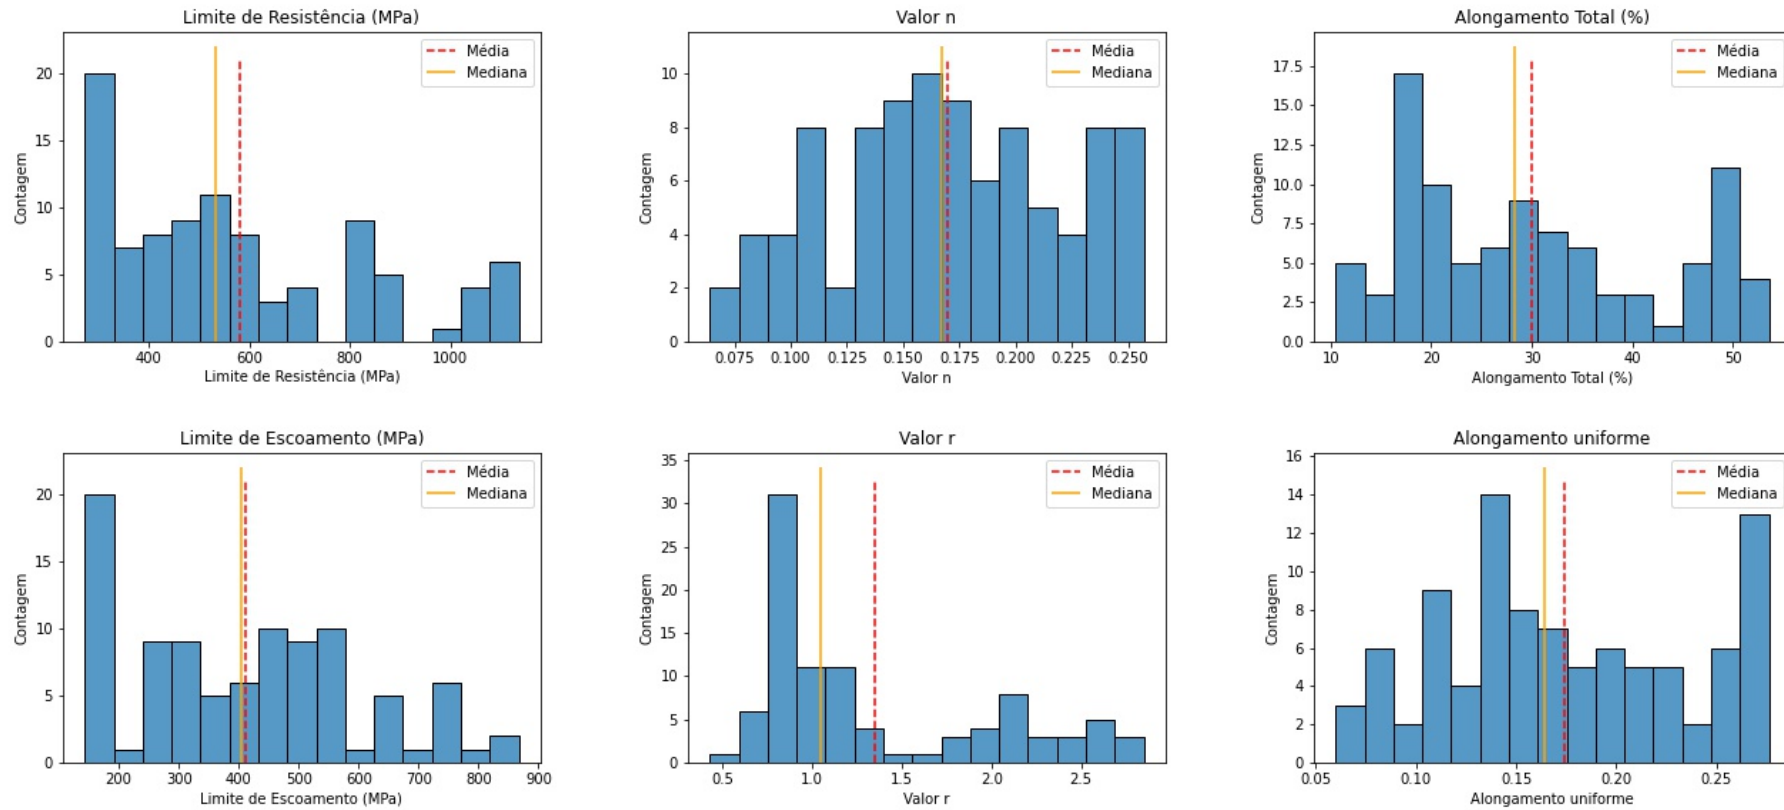 Limite de Resistência (MPa)
Média
Mediana
20
15
10
5
0
Contagem
400 600 800 1000
Limite de Resistência (MPa)
Valor n
Média
Mediana
10
8
6
4
2
0
Contagem
0.075 0.100 0.125 0.150 0.175 0.200 0.225 0.250
Valor n
Alongamento Total (%)
Média
Mediana
17.5
15.0
12.5
10.0
7.5
5.0
2.5
0.0
Contagem
10 20 30 40 50
Alongamento Total (%)
Limite de Escoamento (MPa)
Média
Mediana
20
15
10
5
0
Contagem
200 300 400 500 600 700 800 900
Limite de Escoamento (MPa)
Valor r
Média
Mediana
35
30
25
20
15
10
5
0
Contagem
0.5 1.0 1.5 2.0 2.5
Valor r
Alongamento uniforme
Média
Mediana
16
14
12
10
8
6
4
2
0
Contagem
0.05 0.10 0.15 0.20 0.25
Alongamento uniforme